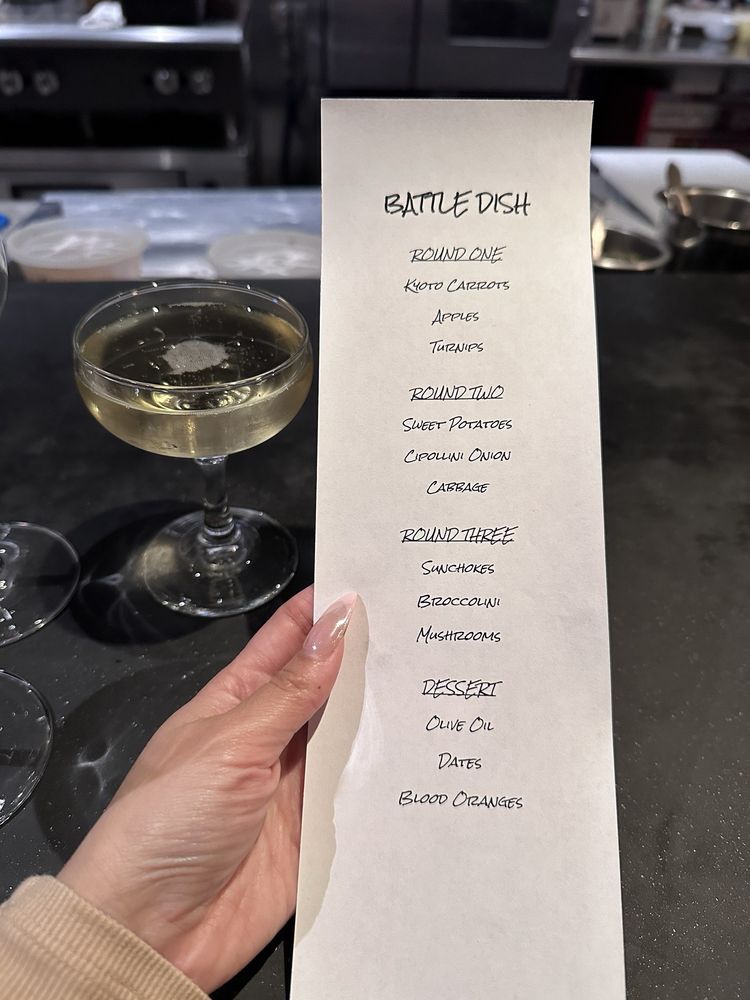 BATTLE DISH
ROUND ONE
KYOTO CARROTS
APPLES
TURNIPS
ROUND TWO
SWEET POTATOES
CIPOLLINI ONION
CABBAGE
ROUND THREE
SUNCHOKES
BROCCOLINI
MUSHROOMS
DESSERT
OLIVE OIL
DATES
BLOOD ORANGES